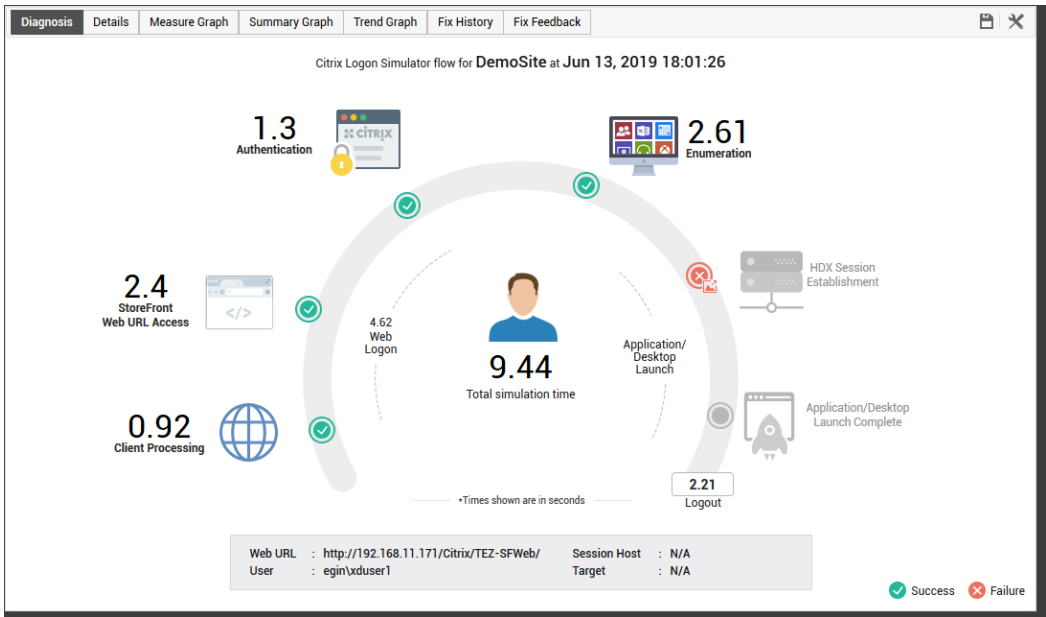 Diagnosis Details Measure Graph Summary Graph Trend Graph Fix History Fix Feedback
Citrix Logon Simulator flow for DemoSite at Jun 13, 2019 18:01:26
1.3
Authentication
CİTRIX
2.61
Enumeration
2.4
StoreFront
Web URL Access
</>
HDX Session
Establishment
4.62
Web
Logon
9.44
Total simulation time
Application/
Desktop
Launch
0.92
Client Processing
Application/Desktop
Launch Complete
2.21
Logout
*Times shown are in seconds
Web URL : http://192.168.11.171/Citrix/TEZ-SFWeb/ Session Host : N/A
User : egin\xduser1 Target : N/A
Success Failure